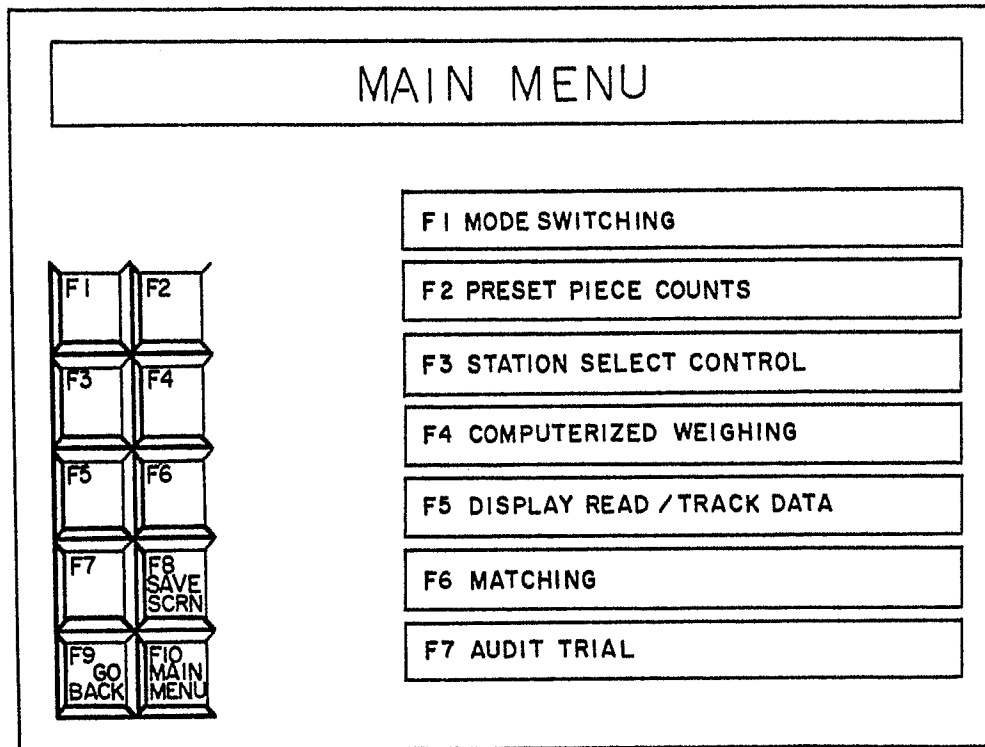 MAIN MENU
F1 MODE SWITCHING
F2 PRESET PIECE COUNTS
F3 STATION SELECT CONTROL
F4 COMPUTERIZED WEIGHING
F5 DISPLAY READ / TRACK DATA
F6 MATCHING
F7 AUDIT TRIAL
F1 F2
F3 F4
F5 F6
F7 F8
SAVE
SCRN
F9 F10
GO MAIN
BACK MENU